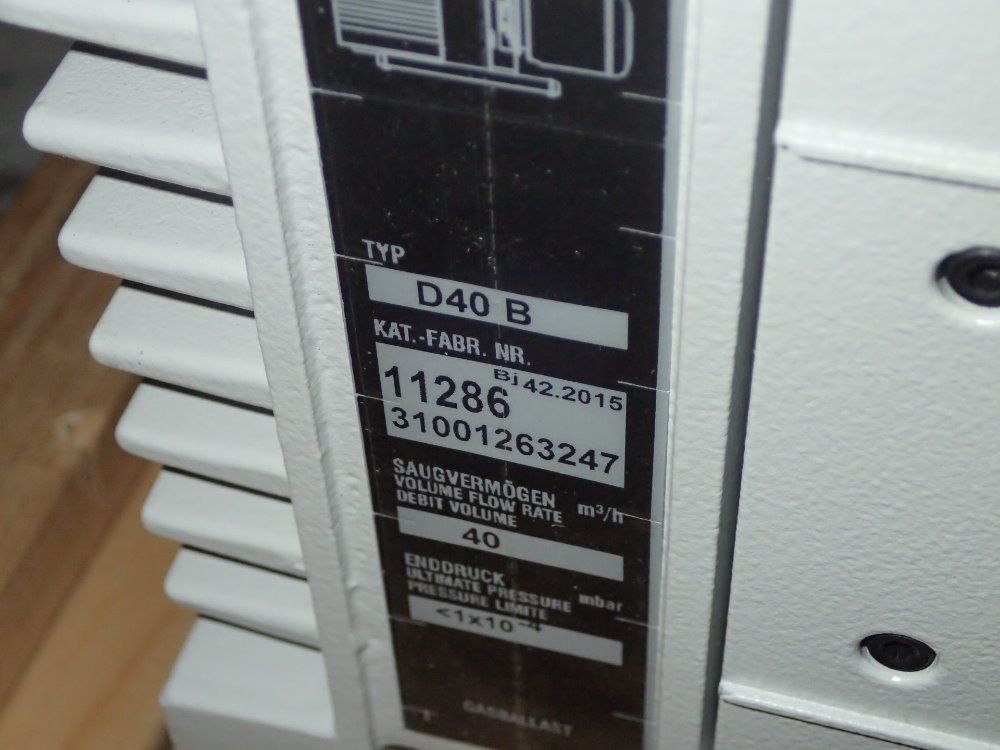 TYP
D40 B
KAT.-FABR. NR.
Bj 42.2015
11286
31001263247
SAUGVERMÖGEN
VOLUME FLOW RATE m³/h
DEBIT VOLUME
40
ENDDRUCK
ULTIMATE PRESSURE mbar
PRESSURE LIMITE
<1x10⁻⁴
GASBALLAST